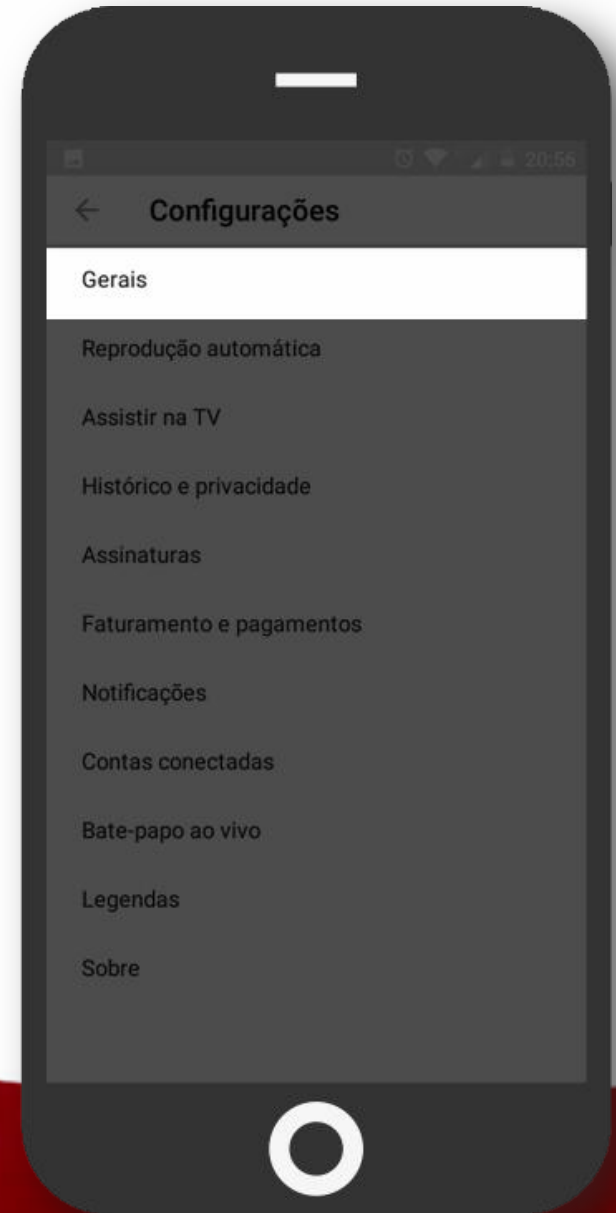 20:56
Configurações
Gerais
Reprodução automática
Assistir na TV
Histórico e privacidade
Assinaturas
Faturamento e pagamentos
Notificações
Contas conectadas
Bate-papo ao vivo
Legendas
Sobre